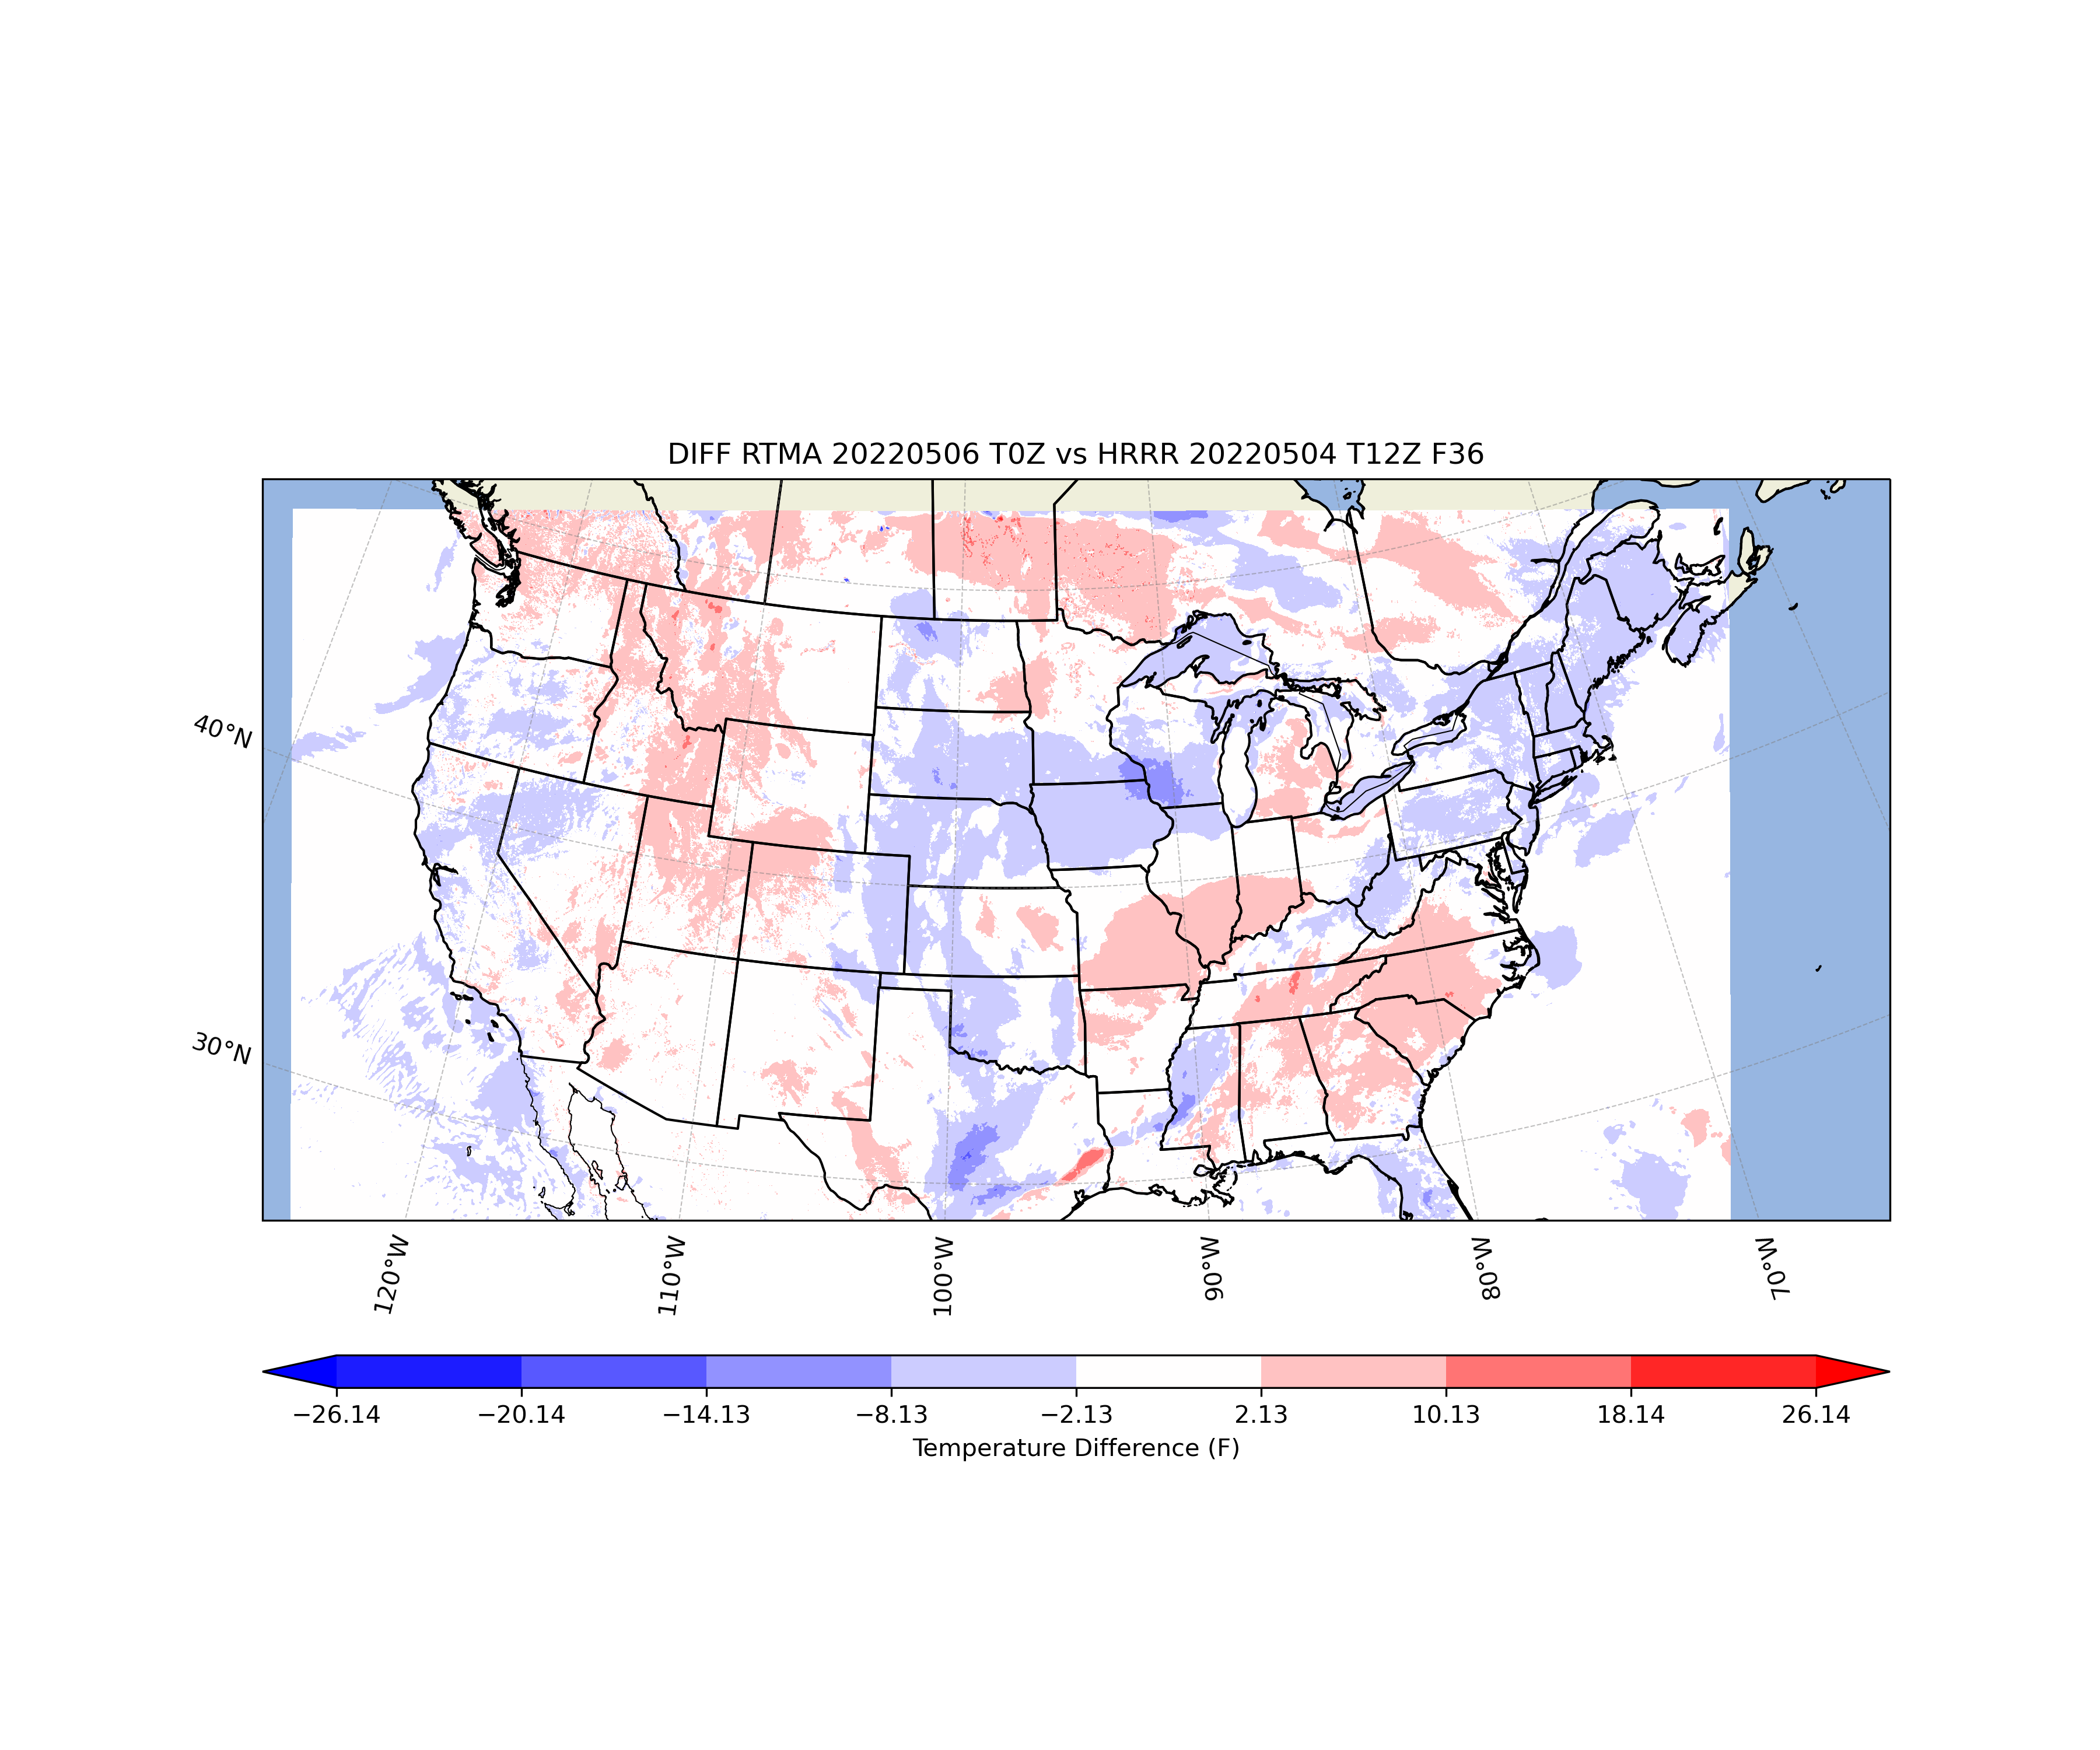 DIFF RTMA 20220506 T0Z vs HRRR 20220504 T12Z F36
40°N
30°N
120°W 110°W 100°W 90°W 80°W 70°W
−26.14 −20.14 −14.13 −8.13 −2.13 2.13 10.13 18.14 26.14
Temperature Difference (F)